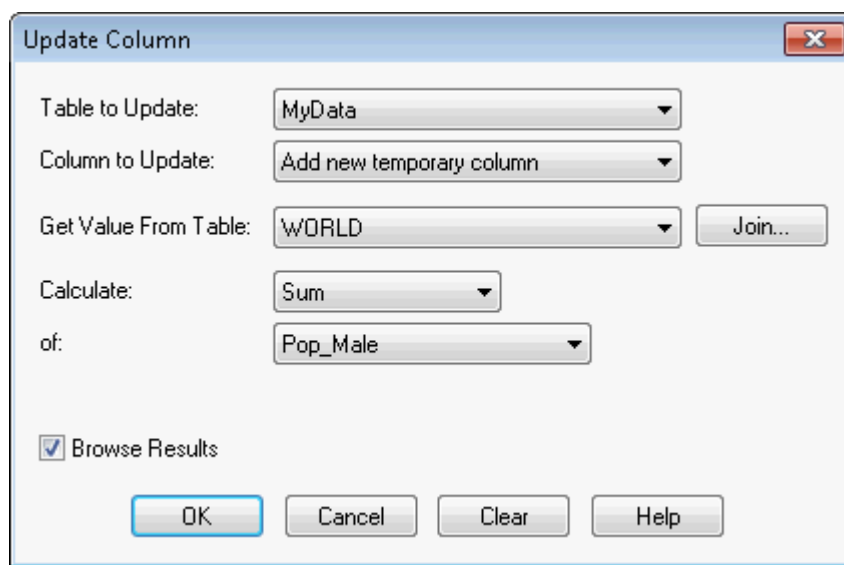 Update Column
Table to Update: MyData
Column to Update: Add new temporary column
Get Value From Table: WORLD Join...
Calculate: Sum
of: Pop_Male
Browse Results
OK Cancel Clear Help